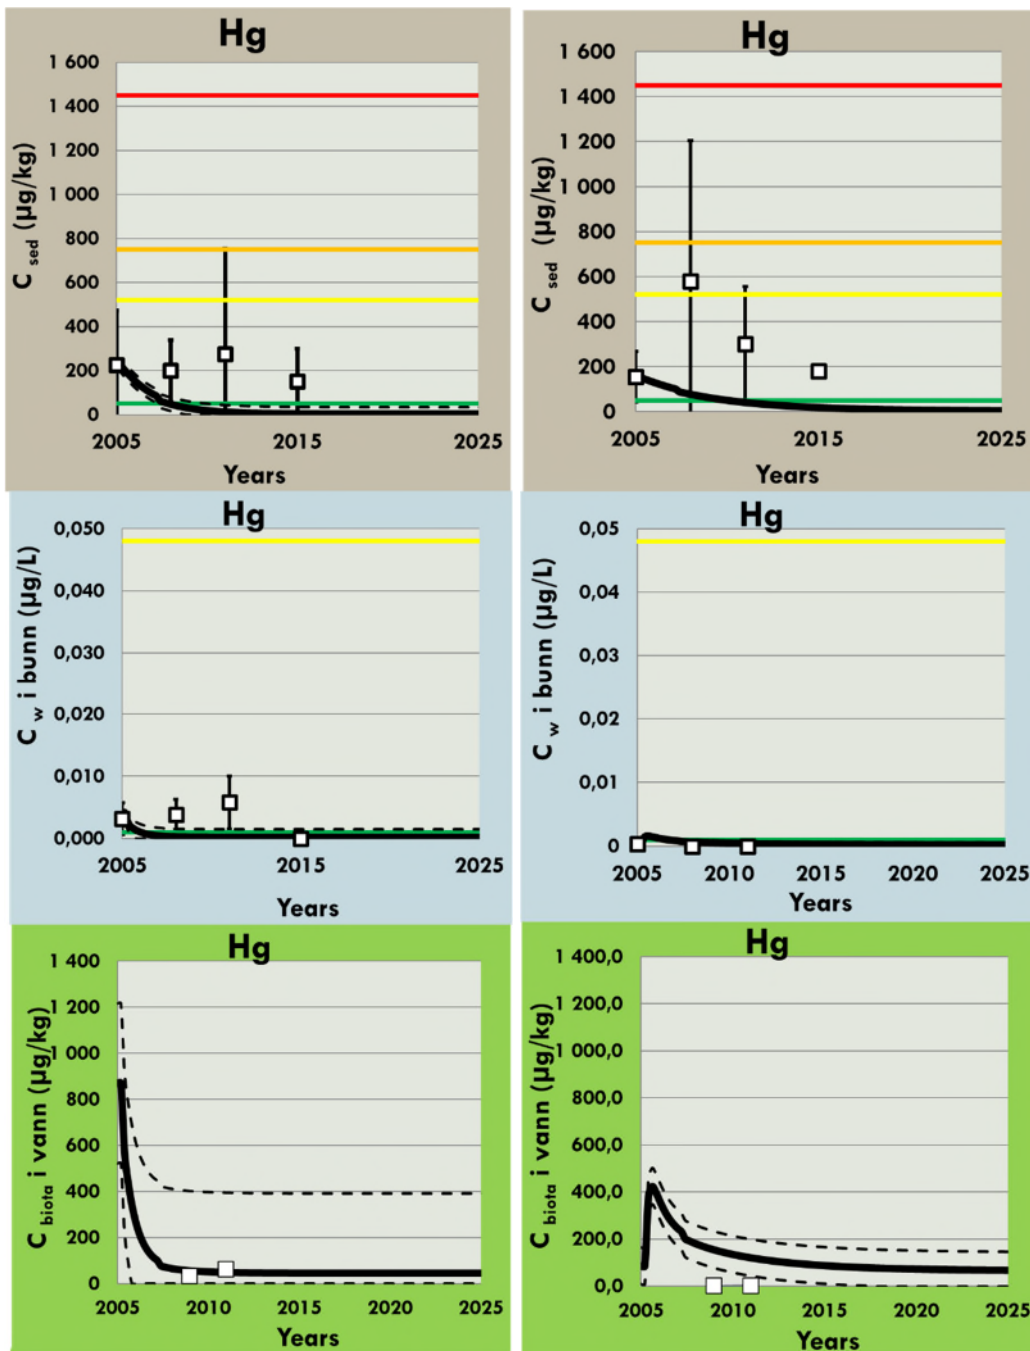 Hg
1 600
1 400
1 200
1 000
800
600
400
200
0
C sed (µg/kg)
2005 2015 2025
Years
Hg
1 600
1 400
1 200
1 000
800
600
400
200
0
C sed (µg/kg)
2005 2015 2025
Years
Hg
0,050
0,040
0,030
0,020
0,010
0,000
C w i bunn (µg/L)
2005 2015 2025
Years
Hg
0,05
0,04
0,03
0,02
0,01
0
C w i bunn (µg/L)
2005 2010 2015 2020 2025
Years
Hg
1 400
1 200
1 000
800
600
400
200
0
C biota i vann (µg/kg)
2005 2010 2015 2020 2025
Years
Hg
1 400,0
1 200,0
1 000,0
800,0
600,0
400,0
200,0
0,0
C biota i vann (µg/kg)
2005 2010 2015 2020 2025
Years